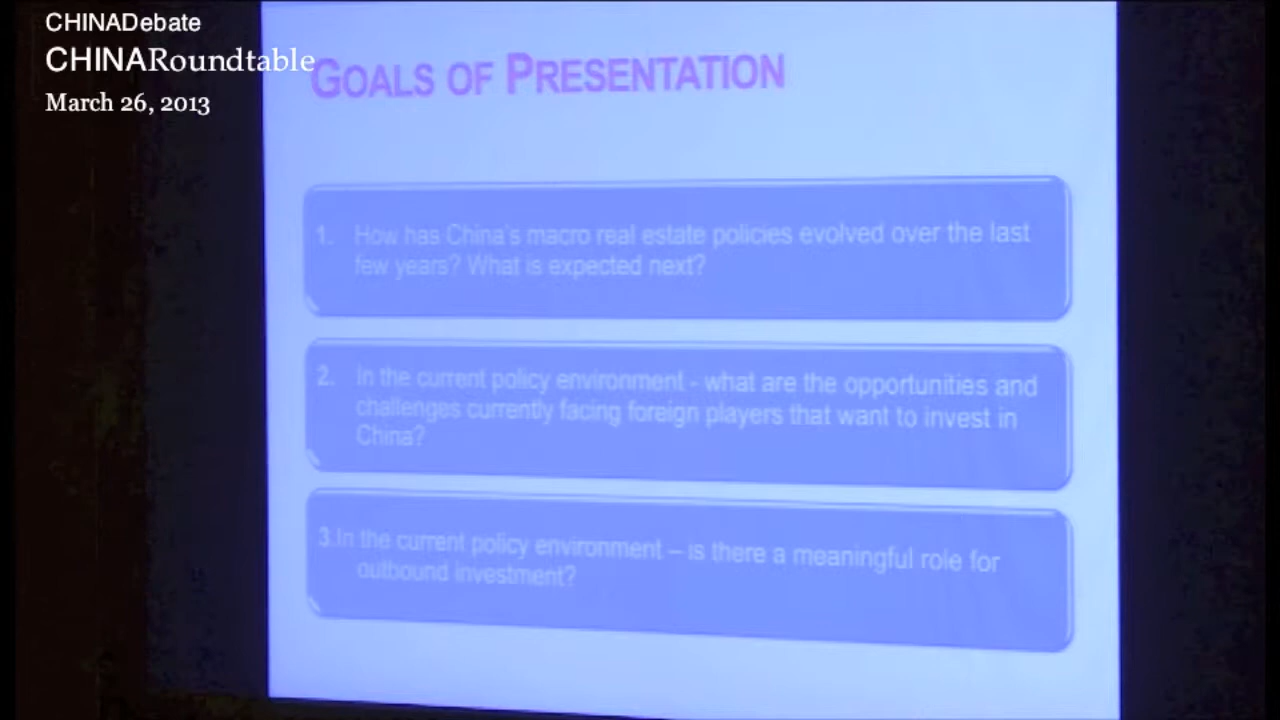 CHINADebate
CHINARoundtable
March 26, 2013
GOALS OF PRESENTATION
1. How has China's macro real estate policies evolved over the last
few years? What is expected next?
2. In the current policy environment - what are the opportunities and
challenges currently facing foreign players that want to invest in
China?
3.In the current policy environment – is there a meaningful role for
outbound investment?